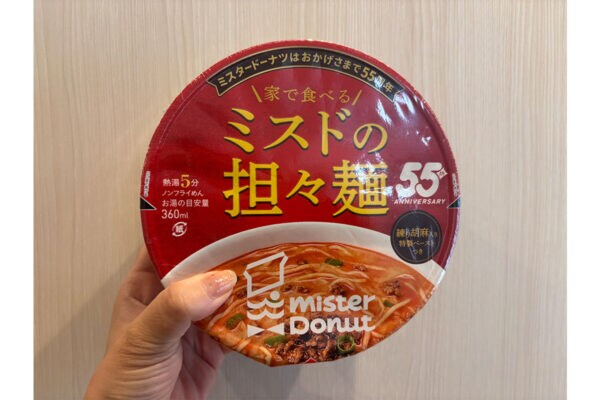 ミスタードーナツはおかげさまで55周年
家で食べる
ミスドの
担々麺
熱湯5分
ノンフライめん
お湯の目安量
360ml
紙
55th
ANNIVERSARY
練り胡麻入り
特製ペースト
つき
mister
Donut